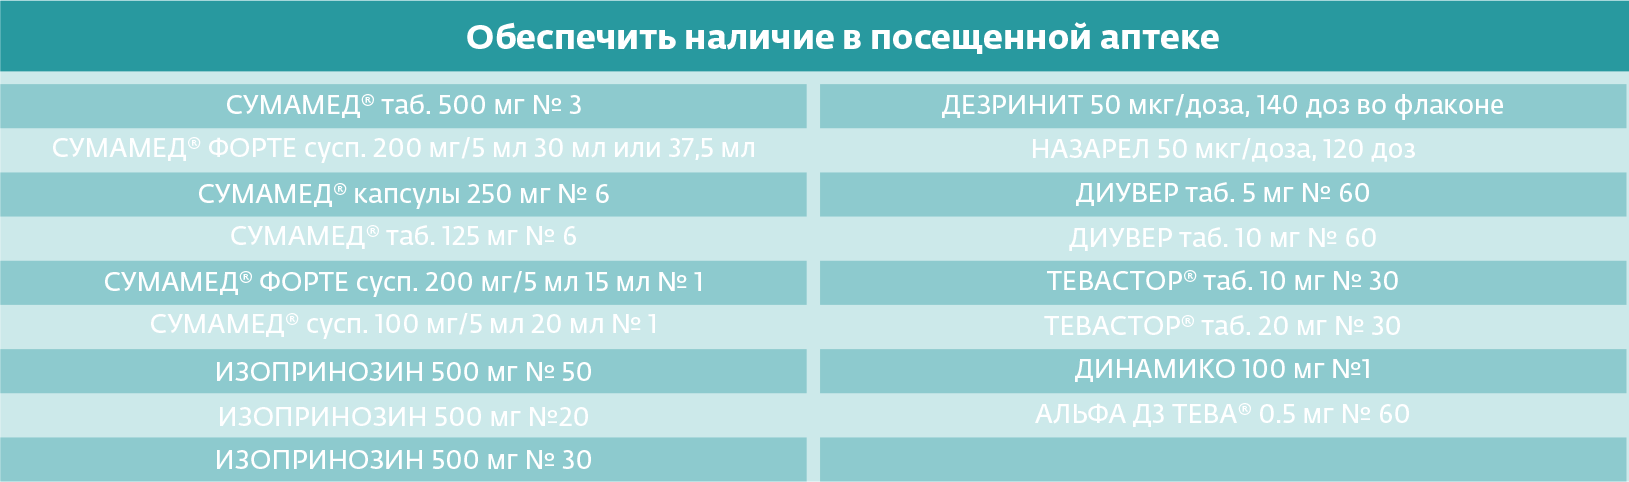 Обеспечить наличие в посещенной аптеке
СУМАМЕД® таб. 500 мг № 3
СУМАМЕД® ФОРТЕ сусп. 200 мг/5 мл 30 мл или 37,5 мл
СУМАМЕД® капсулы 250 мг № 6
СУМАМЕД® таб. 125 мг № 6
СУМАМЕД® ФОРТЕ сусп. 200 мг/5 мл 15 мл № 1
СУМАМЕД® сусп. 100 мг/5 мл 20 мл № 1
ИЗОПРИНОЗИН 500 мг № 50
ИЗОПРИНОЗИН 500 мг №20
ИЗОПРИНОЗИН 500 мг № 30
ДЕЗРИНИТ 50 мкг/доза, 140 доз во флаконе
НАЗАРЕЛ 50 мкг/доза, 120 доз
ДИУВЕР таб. 5 мг № 60
ДИУВЕР таб. 10 мг № 60
ТЕВАСТОР® таб. 10 мг № 30
ТЕВАСТОР® таб. 20 мг № 30
ДИНАМИКО 100 мг №1
АЛЬФА Д3 ТЕВА® 0.5 мг № 60